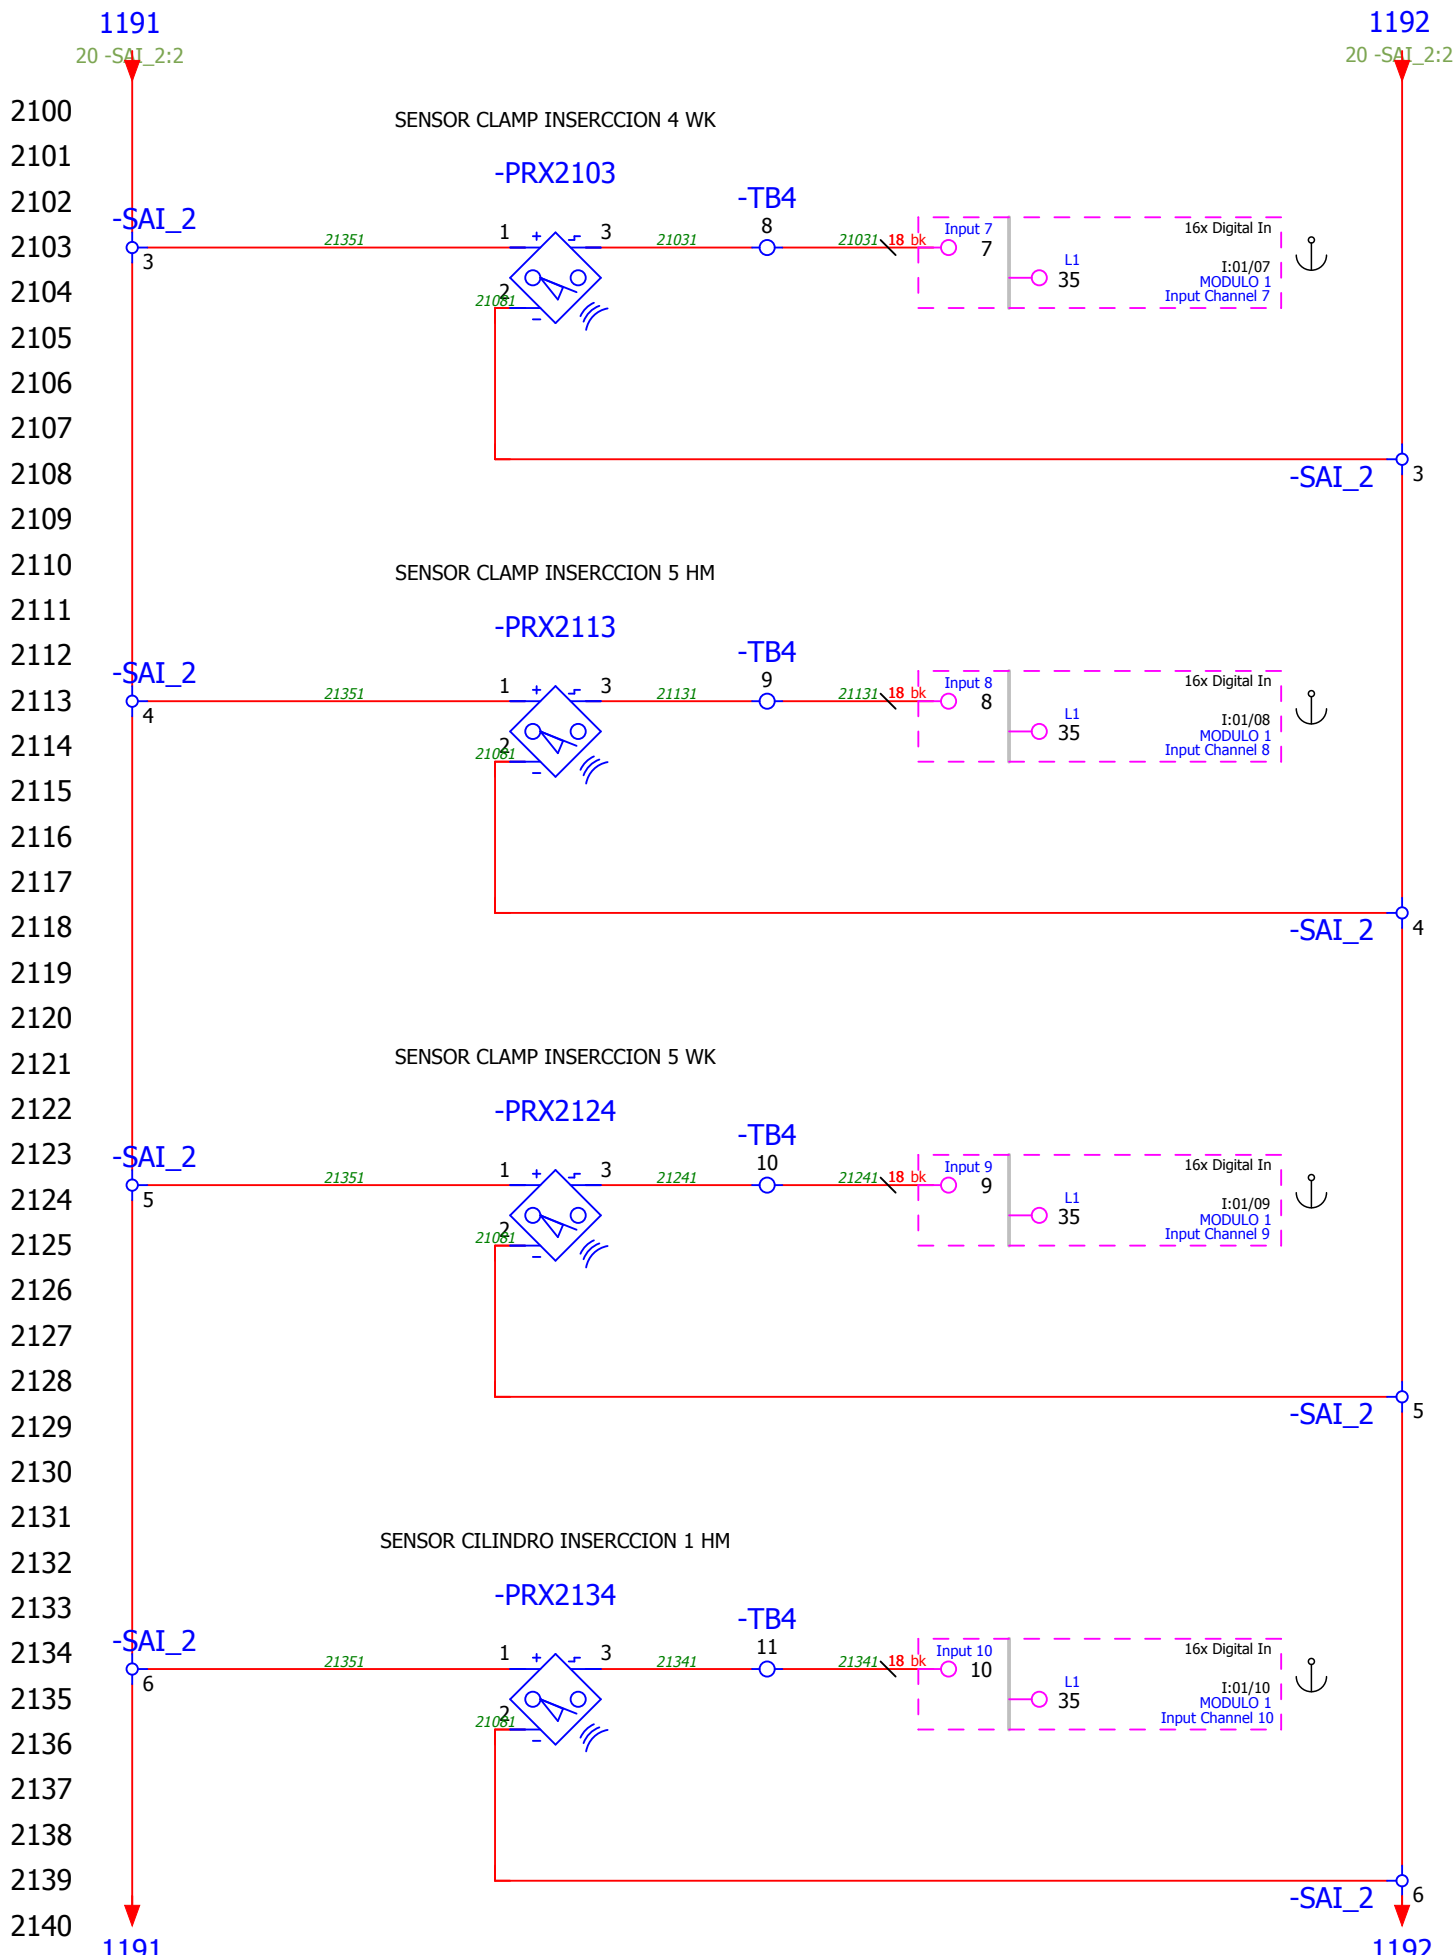 1191 1192
20 -SAI_2:2 20 -SAI_2:2
2100
SENSOR CLAMP INSERCCION 4 WK
2101
-PRX2103
2102 -TB4
-SAI_2 8 Input 7 16x Digital In
2103 21351 1 3 21031 21031 18 bk 7
3 L1 I:01/07
2104 2 35 MODULO 1
21081 Input Channel 7
2105
2106
2107
2108 -SAI_2 3
2109
2110
SENSOR CLAMP INSERCCION 5 HM
2111
-PRX2113
2112 -TB4
-SAI_2 9 Input 8 16x Digital In
2113 21351 1 3 21131 21131 18 bk 8
4 L1 I:01/08
2114 2 35 MODULO 1
21081 Input Channel 8
2115
2116
2117
2118 -SAI_2 4
2119
2120
2121 SENSOR CLAMP INSERCCION 5 WK
2122 -PRX2124
2123 -TB4
-SAI_2 10 Input 9 16x Digital In
21351 1 3 21241 21241 18 bk 9
2124 5 L1 I:01/09
2 35 MODULO 1
2125 21081 Input Channel 9
2126
2127
2128
-SAI_2 5
2129
2130
2131
SENSOR CILINDRO INSERCCION 1 HM
2132
-PRX2134
2133
-TB4
2134 -SAI_2 11 Input 10 16x Digital In
21351 1 3 21341 21341 18 bk 10
6 L1 I:01/10
2135 2 35 MODULO 1
21081 Input Channel 10
2136
2137
2138
2139
-SAI_2 6
2140
1191 1192